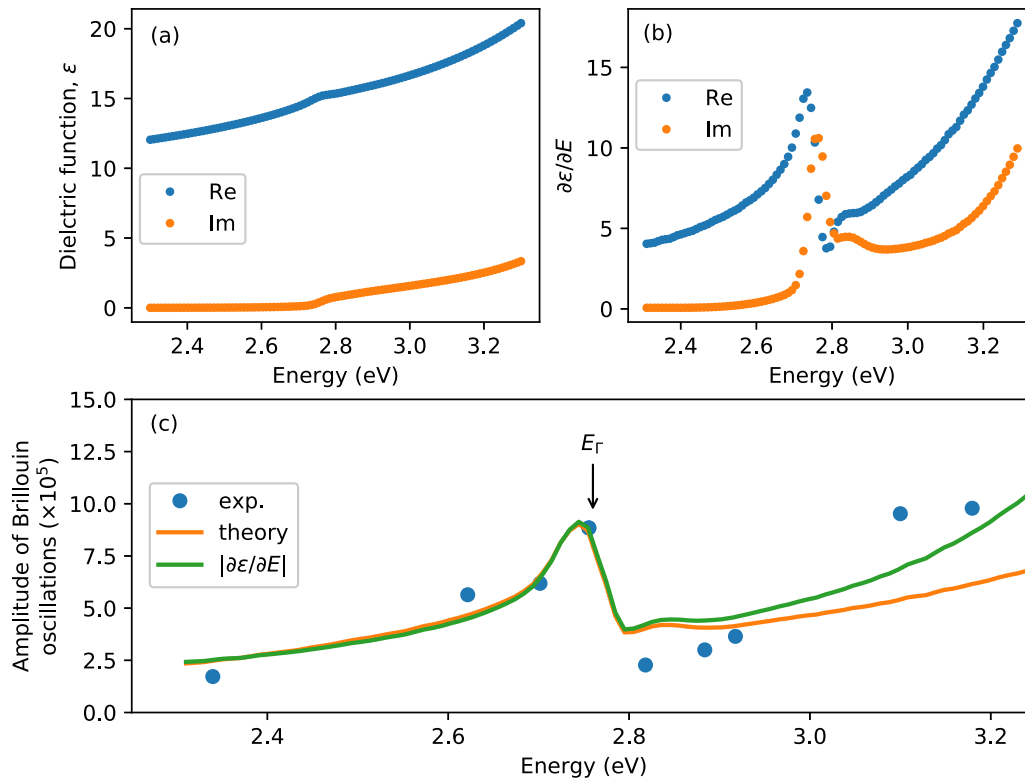 (a)
Dielctric function, ε
20
15
10
5
0
Re
Im
2.4 2.6 2.8 3.0 3.2
Energy (eV)
(b)
∂ε/∂E
15
10
5
0
Re
Im
2.4 2.6 2.8 3.0 3.2
Energy (eV)
(c)
Amplitude of Brillouin
oscillations (×10⁵)
15.0
12.5
10.0
7.5
5.0
2.5
0.0
exp.
theory
|∂ε/∂E|
E_Γ
2.4 2.6 2.8 3.0 3.2
Energy (eV)